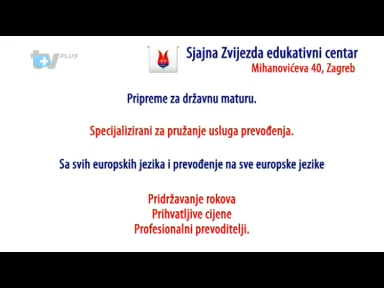 tv PLUS
Sjajna Zvijezda edukativni centar
Mihanovićeva 40, Zagreb
Pripreme za državnu maturu.
Specijalizirani za pružanje usluga prevođenja.
Sa svih europskih jezika i prevođenje na sve europske jezike
Pridržavanje rokova
Prihvatljive cijene
Profesionalni prevoditelji.